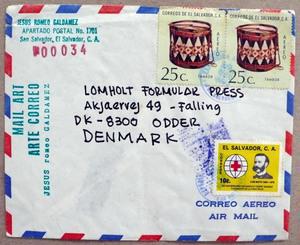 JESUS ROMEO GALDAMEZ
APARTADO POSTAL No. 1701
San Salvador, El Salvador, C. A.
Nº00034
MAIL ART
ARTE CORREO
JESUS romeo GALDAMEZ
CORREOS DE EL SALVADOR, C.A.
25c.
TAMBOR
CORREOS DE EL SALVADOR, C.A.
25c.
TAMBOR
LOMHOLT FORMULAR PRESS
Akjaervej 49 - Falling
DK-8300 ODDER
DENMARK
EL SALVADOR, C.A.
10c.
CORREO AEREO
AIR MAIL